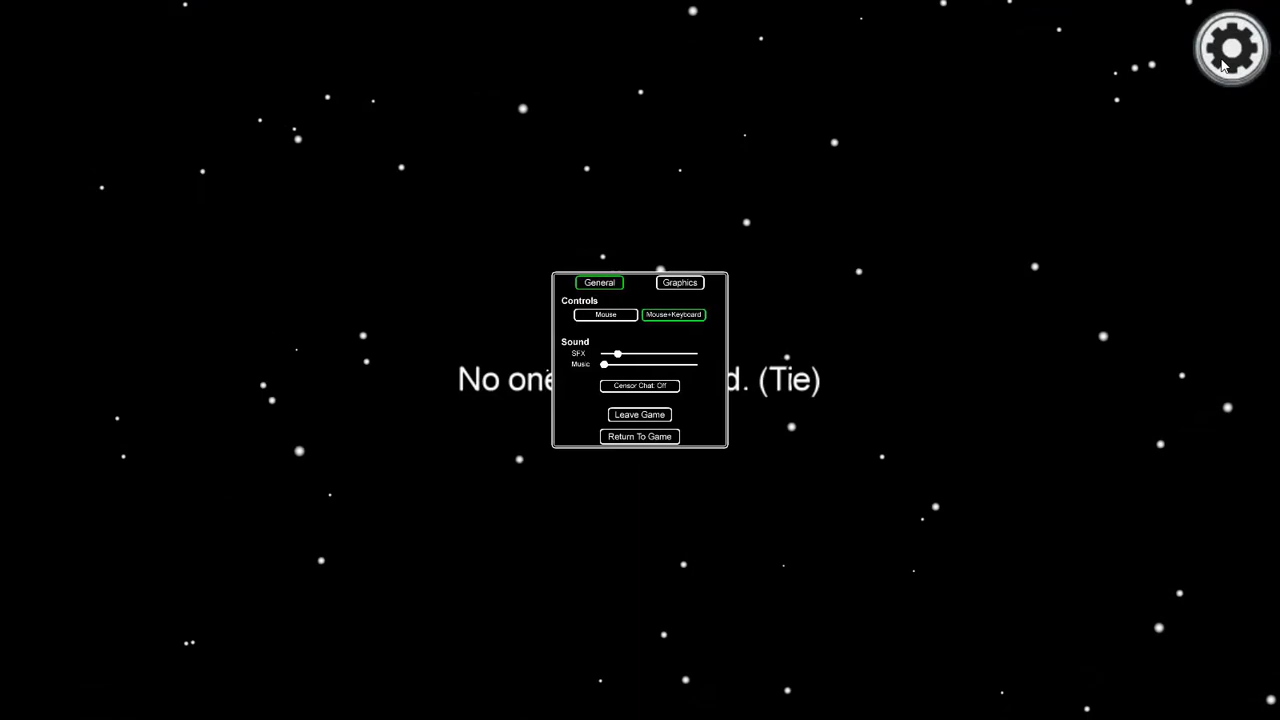 General Graphics
Controls
Mouse Mouse+Keyboard
Sound
SFX
Music
No one d. (Tie)
Censor Chat: Off
Leave Game
Return To Game